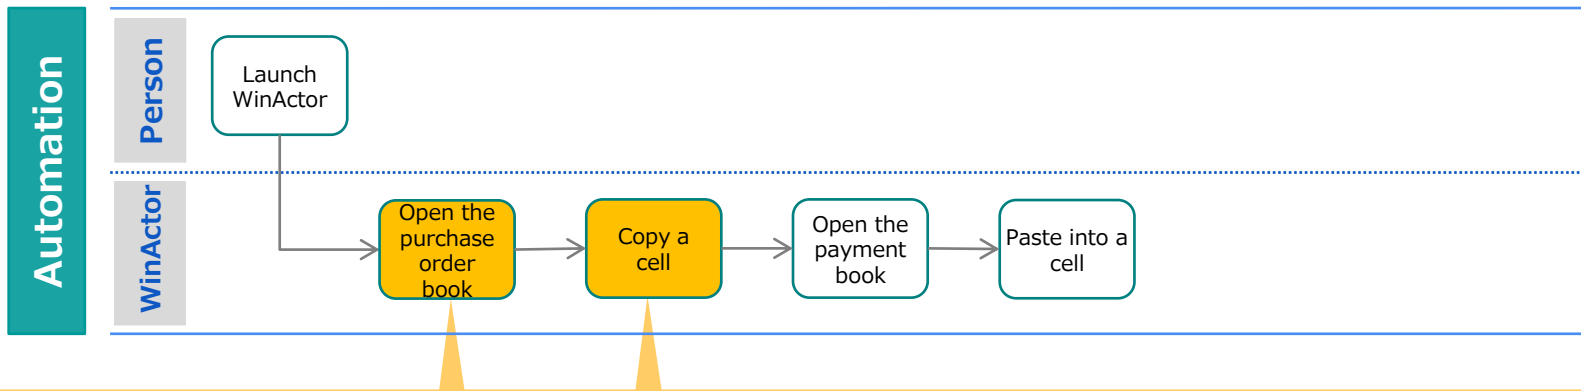 Automation
Person
Launch
WinActor
WinActor
Open the
purchase
order
book
Copy a
cell
Open the
payment
book
Paste into a
cell